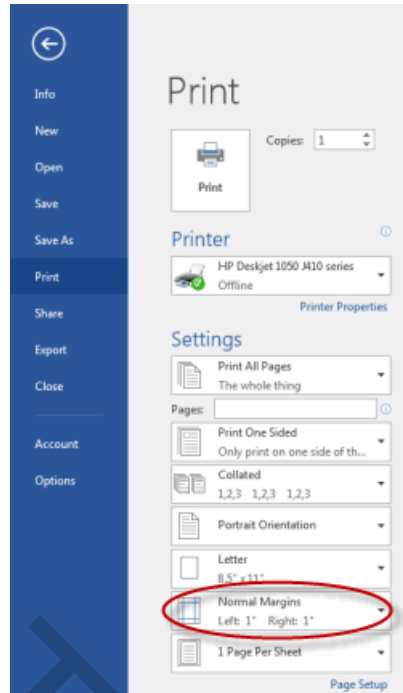 Info
New
Open
Save
Save As
Print
Share
Export
Close
Account
Options
Print
Copies: 1
Print
Printer
HP Deskjet 1050 J410 series
Offline
Printer Properties
Settings
Print All Pages
The whole thing
Pages:
Print One Sided
Only print on one side of th...
Collated
1,2,3 1,2,3 1,2,3
Portrait Orientation
Letter
8,5" x 11"
Normal Margins
Left: 1" Right: 1"
1 Page Per Sheet
Page Setup